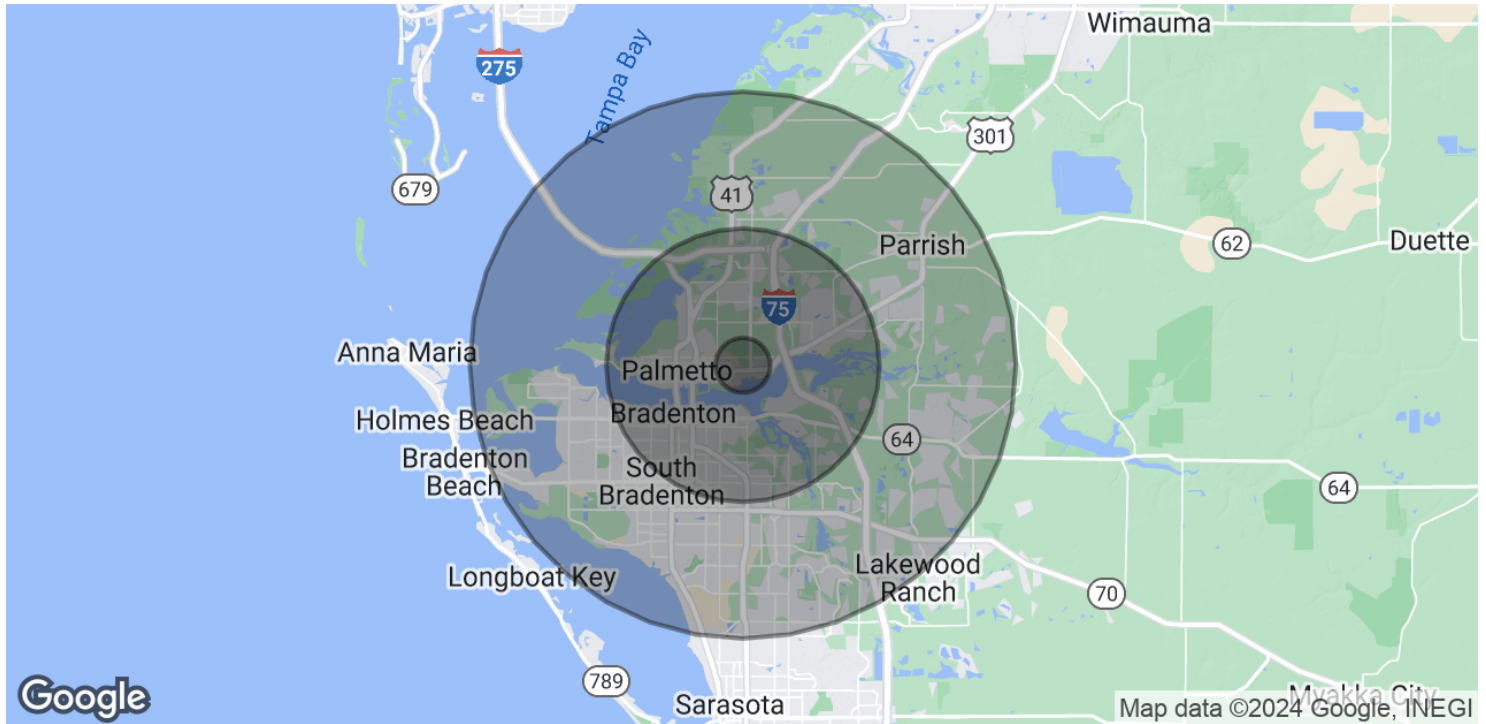 Wimauma
275
Tampa Bay
301
679
41
Parrish
62
Duette
75
Anna Maria
Palmetto
Holmes Beach
Bradenton
64
Bradenton
Beach
South
Bradenton
64
Longboat Key
Lakewood
Ranch
70
789
Sarasota
Myakka City
Google
Map data ©2024 Google, INEGI